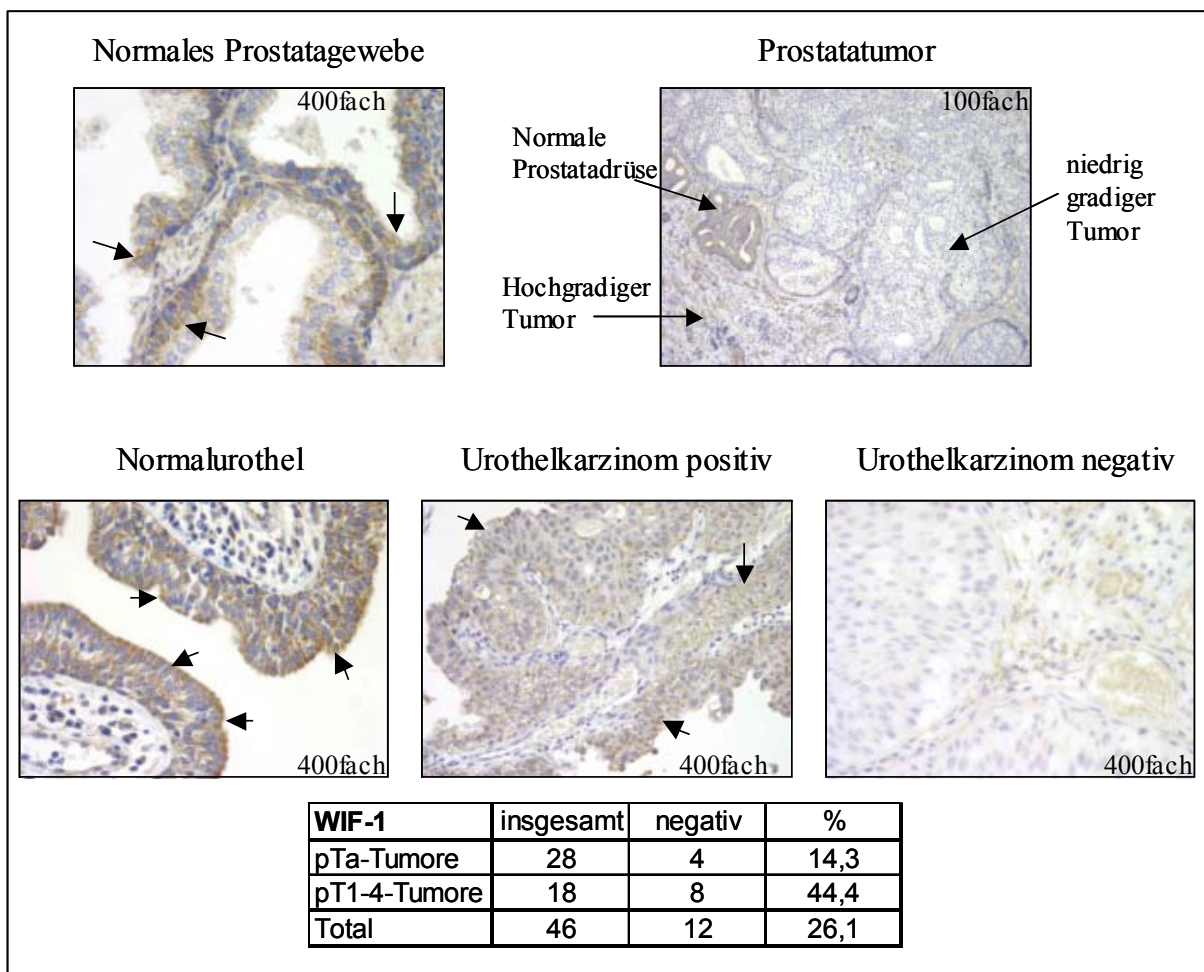 Normales Prostatagewebe
Prostatatumor
400fach
100fach
Normale
Prostatadrüse
niedrig
gradiger
Tumor
Hochgradiger
Tumor
Normalurothel
Urothelkarzinom positiv
Urothelkarzinom negativ
400fach
400fach
400fach
WIF-1 insgesamt negativ %
pTa-Tumore 28 4 14,3
pT1-4-Tumore 18 8 44,4
Total 46 12 26,1